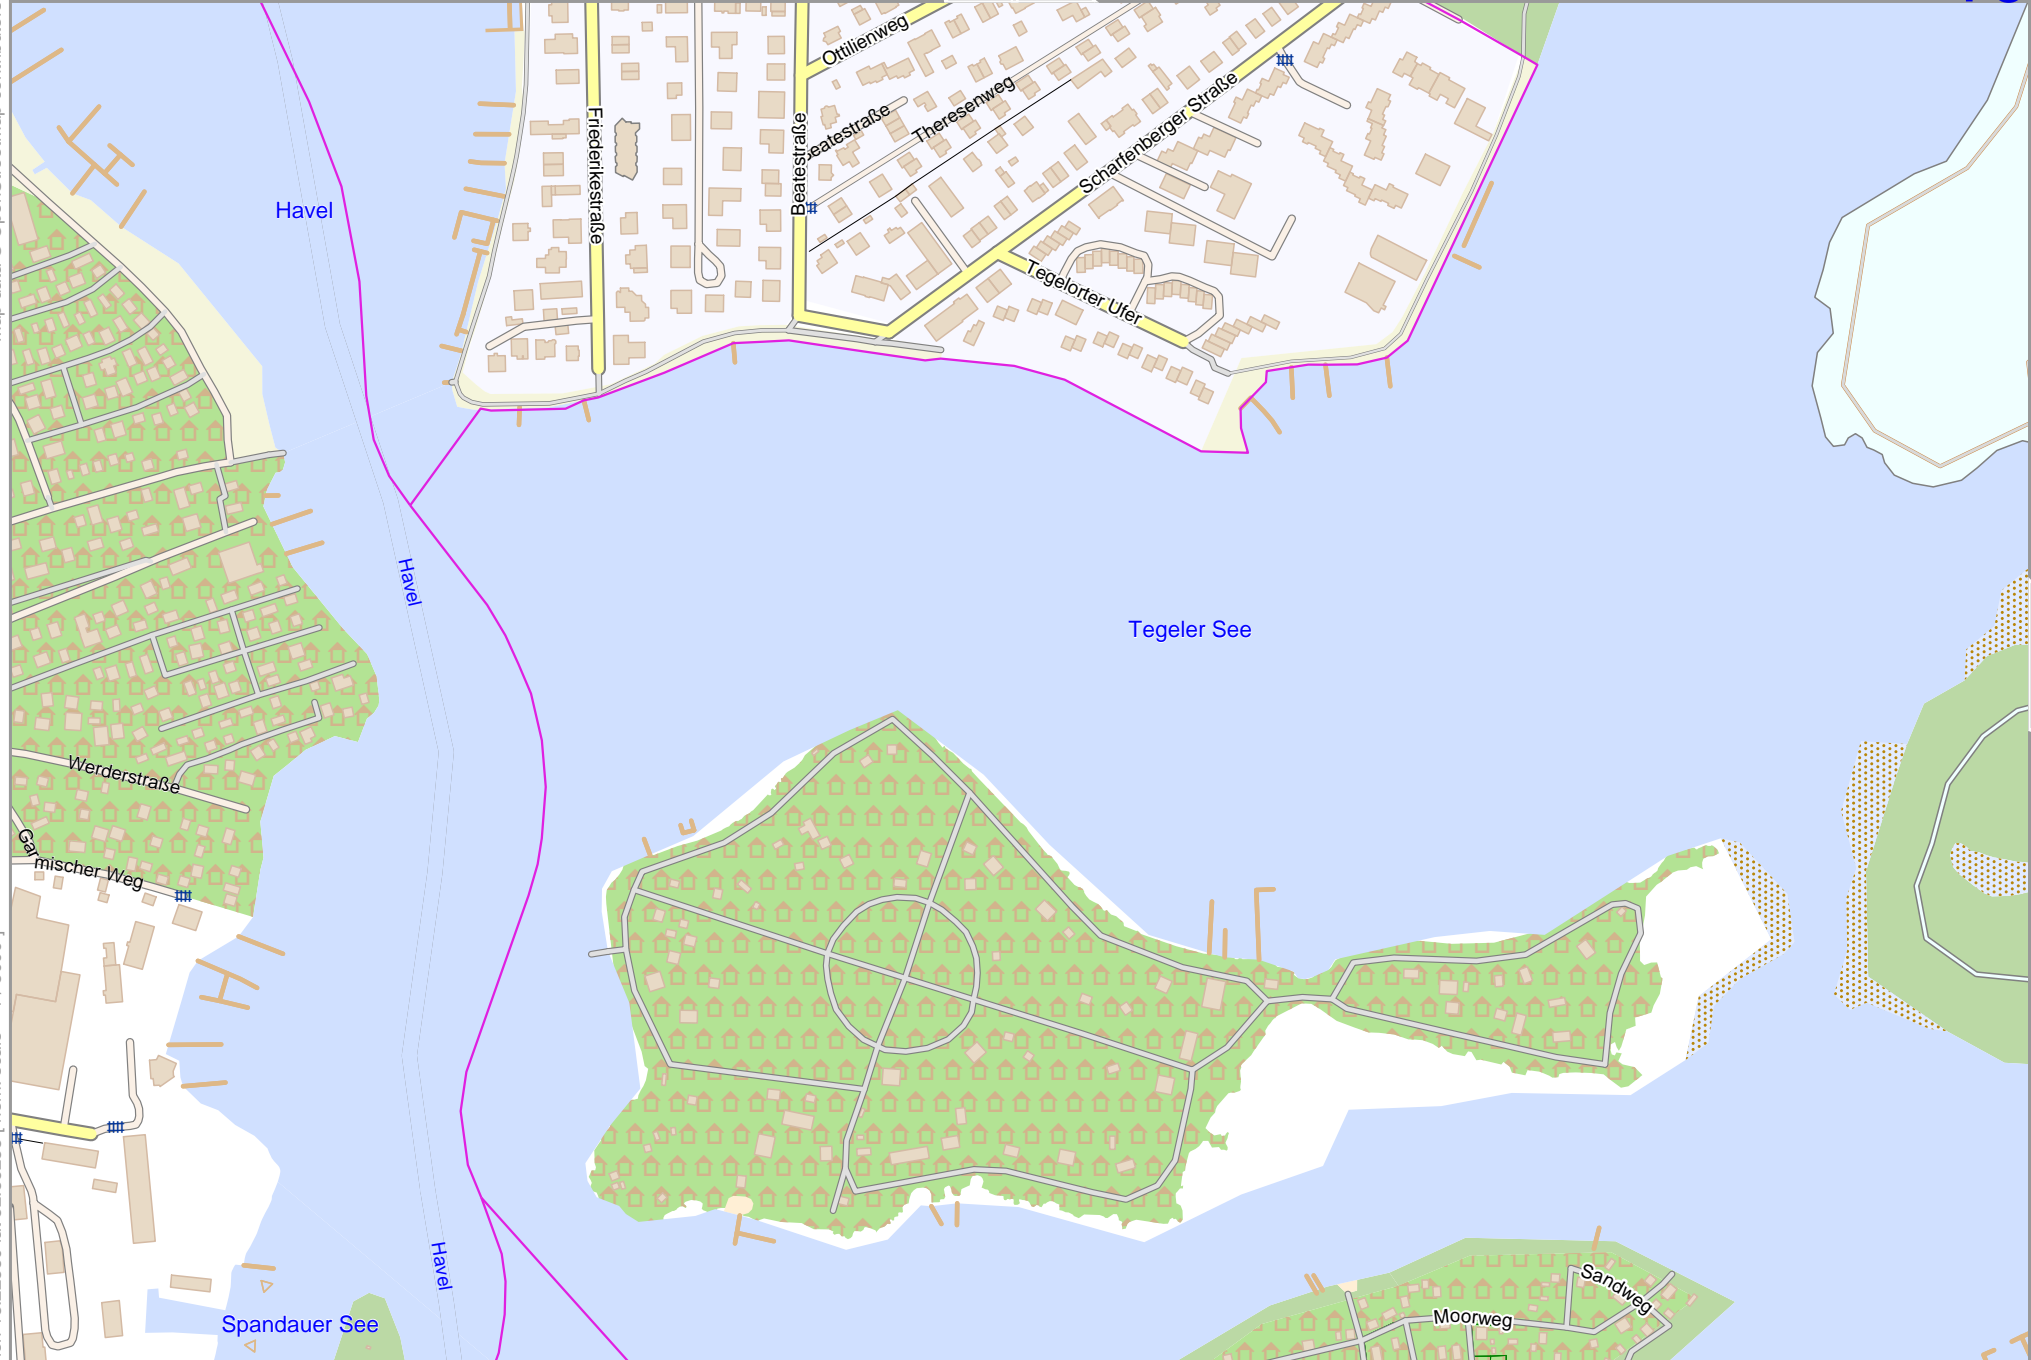 Ottilienweg
Friederikestraße
Beatestraße
Beatestraße
Theresenweg
Scharfenberger Straße
Havel
Tegelorter Ufer
Havel
Tegeler See
Werderstraße
Garmischer Weg
Havel
Spandauer See
Sandweg
Moorweg